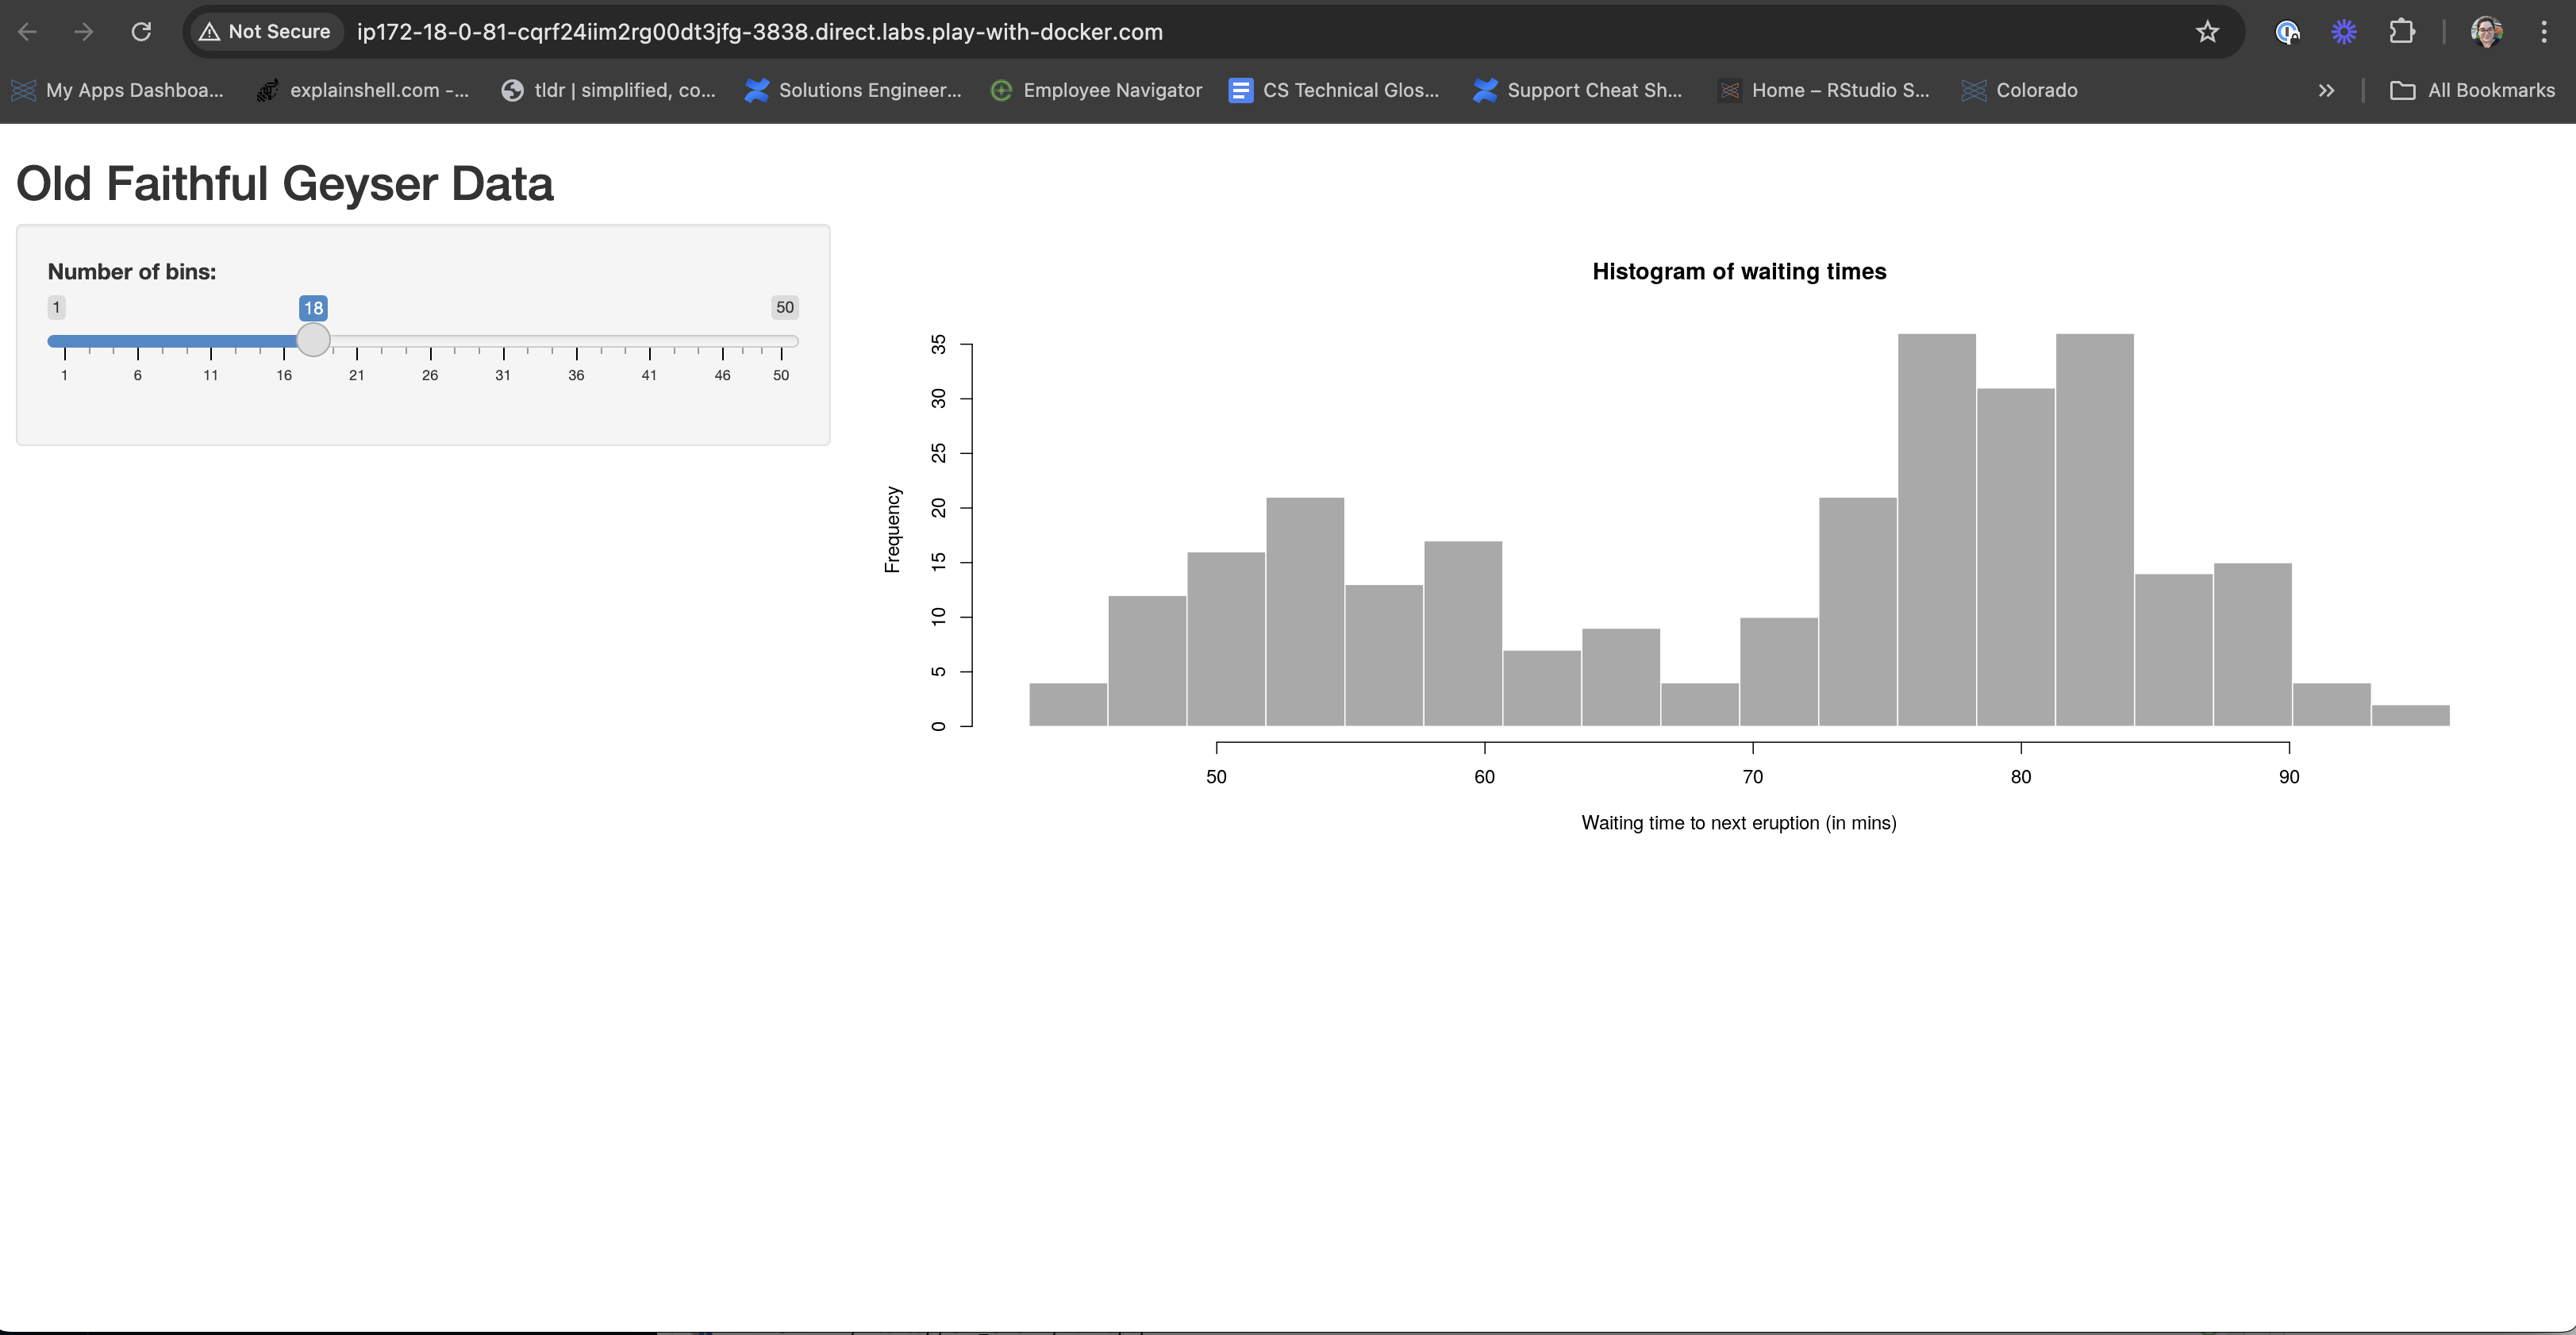 Not Secure ip172-18-0-81-cqrf24iim2rg00dt3jfg-3838.direct.labs.play-with-docker.com
My Apps Dashboa... explainshell.com -... tldr | simplified, co... Solutions Engineer... Employee Navigator CS Technical Glos... Support Cheat Sh... Home – RStudio S... Colorado » All Bookmarks
Old Faithful Geyser Data
Number of bins:
1 18 50
1 6 11 16 21 26 31 36 41 46 50
Histogram of waiting times
Frequency
35
30
25
20
15
10
5
0
50 60 70 80 90
Waiting time to next eruption (in mins)